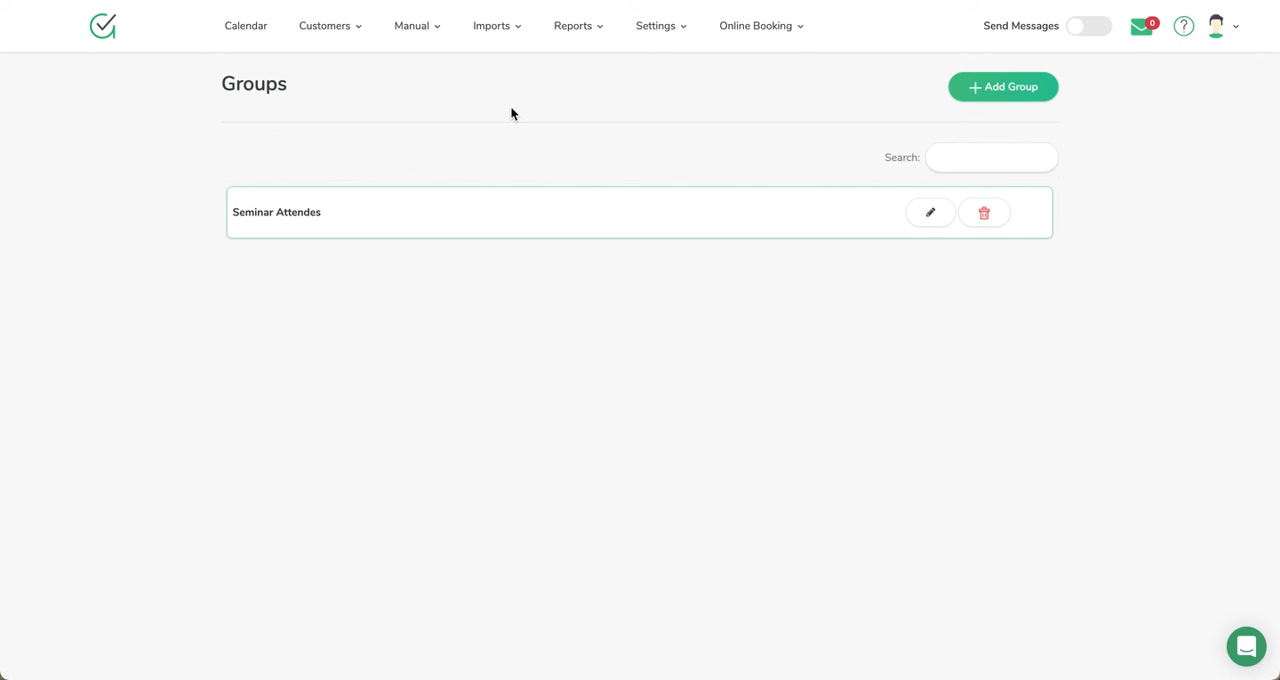 Calendar Customers Manual Imports Reports Settings Online Booking Send Messages 0 ?
Groups
+ Add Group
Search:
Seminar Attendes